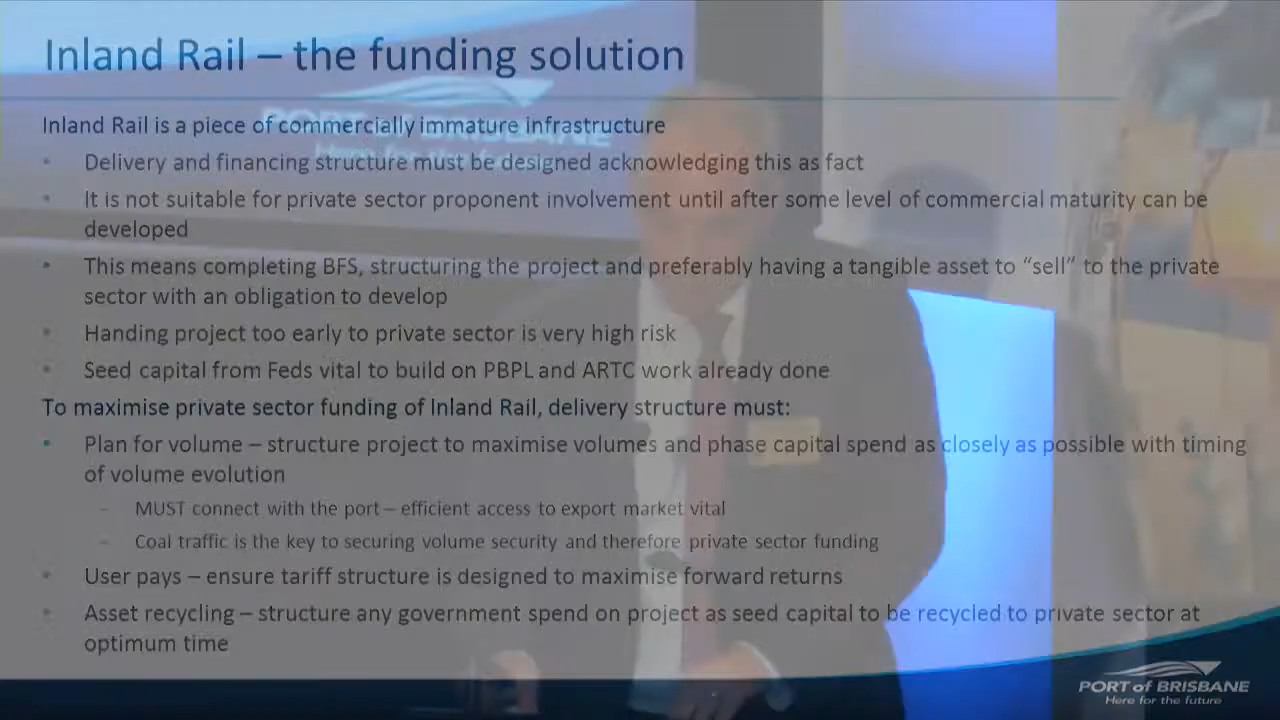 Inland Rail – the funding solution
PORT of BRISBANE
Here for the future
Inland Rail is a piece of commercially immature infrastructure
• Delivery and financing structure must be designed acknowledging this as fact
• It is not suitable for private sector proponent involvement until after some level of commercial maturity can be
developed
• This means completing BFS, structuring the project and preferably having a tangible asset to “sell” to the private
sector with an obligation to develop
• Handing project too early to private sector is very high risk
• Seed capital from Feds vital to build on PBPL and ARTC work already done
To maximise private sector funding of Inland Rail, delivery structure must:
• Plan for volume – structure project to maximise volumes and phase capital spend as closely as possible with timing
of volume evolution
– MUST connect with the port – efficient access to export market vital
– Coal traffic is the key to securing volume security and therefore private sector funding
• User pays – ensure tariff structure is designed to maximise forward returns
• Asset recycling – structure any government spend on project as seed capital to be recycled to private sector at
optimum time
PORT of BRISBANE
Here for the future